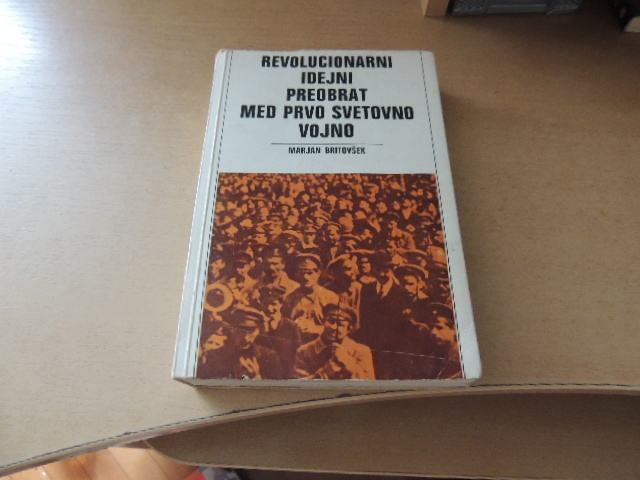 REVOLUCIONARNI
IDEJNI
PREOBRAT
MED PRVO SVETOVNO
VOJNO
MARJAN BRITOVŠEK